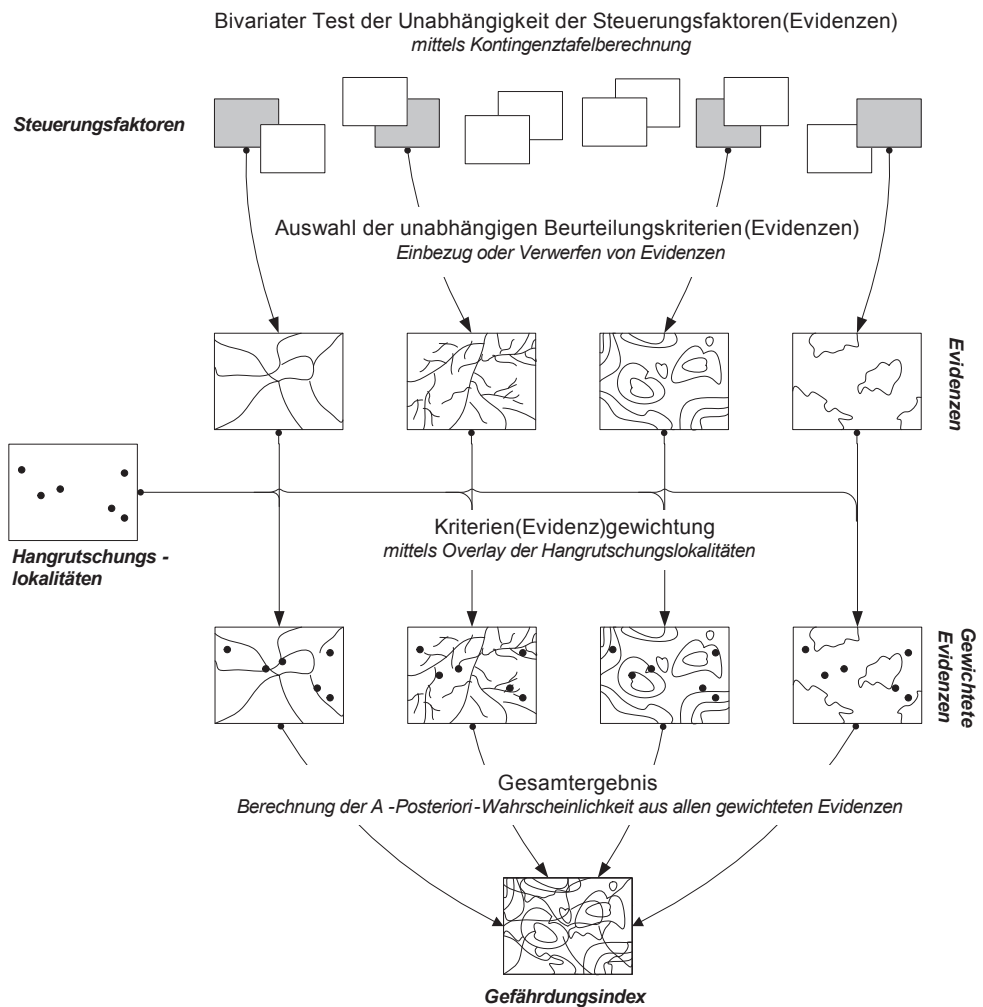 Bivariater Test der Unabhängigkeit der Steuerungsfaktoren(Evidenzen)
mittels Kontingenztafelberechnung
Steuerungsfaktoren
Auswahl der unabhängigen Beurteilungskriterien(Evidenzen)
Einbezug oder Verwerfen von Evidenzen
Evidenzen
Hangrutschungs -
lokalitäten
Kriterien(Evidenz)gewichtung
mittels Overlay der Hangrutschungslokalitäten
Gewichtete
Evidenzen
Gesamtergebnis
Berechnung der A -Posteriori-Wahrscheinlichkeit aus allen gewichteten Evidenzen
Gefährdungsindex